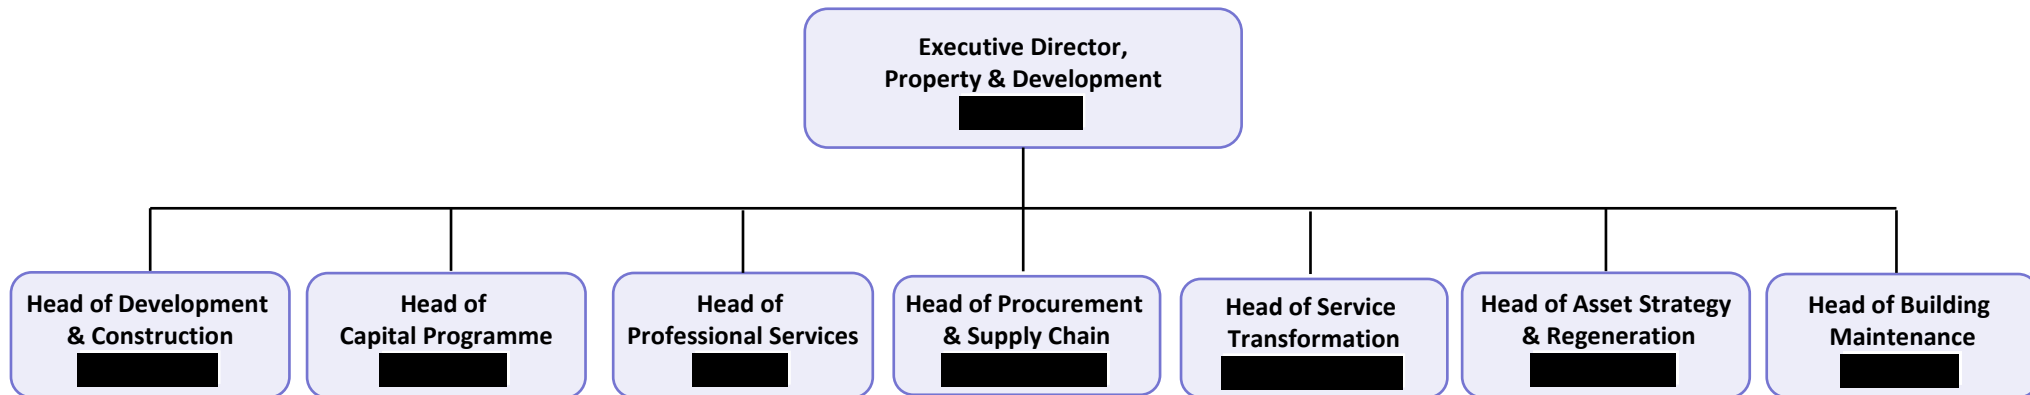 Executive Director,
Property & Development
Head of Development
& Construction
Head of
Capital Programme
Head of
Professional Services
Head of Procurement
& Supply Chain
Head of Service
Transformation
Head of Asset Strategy
& Regeneration
Head of Building
Maintenance